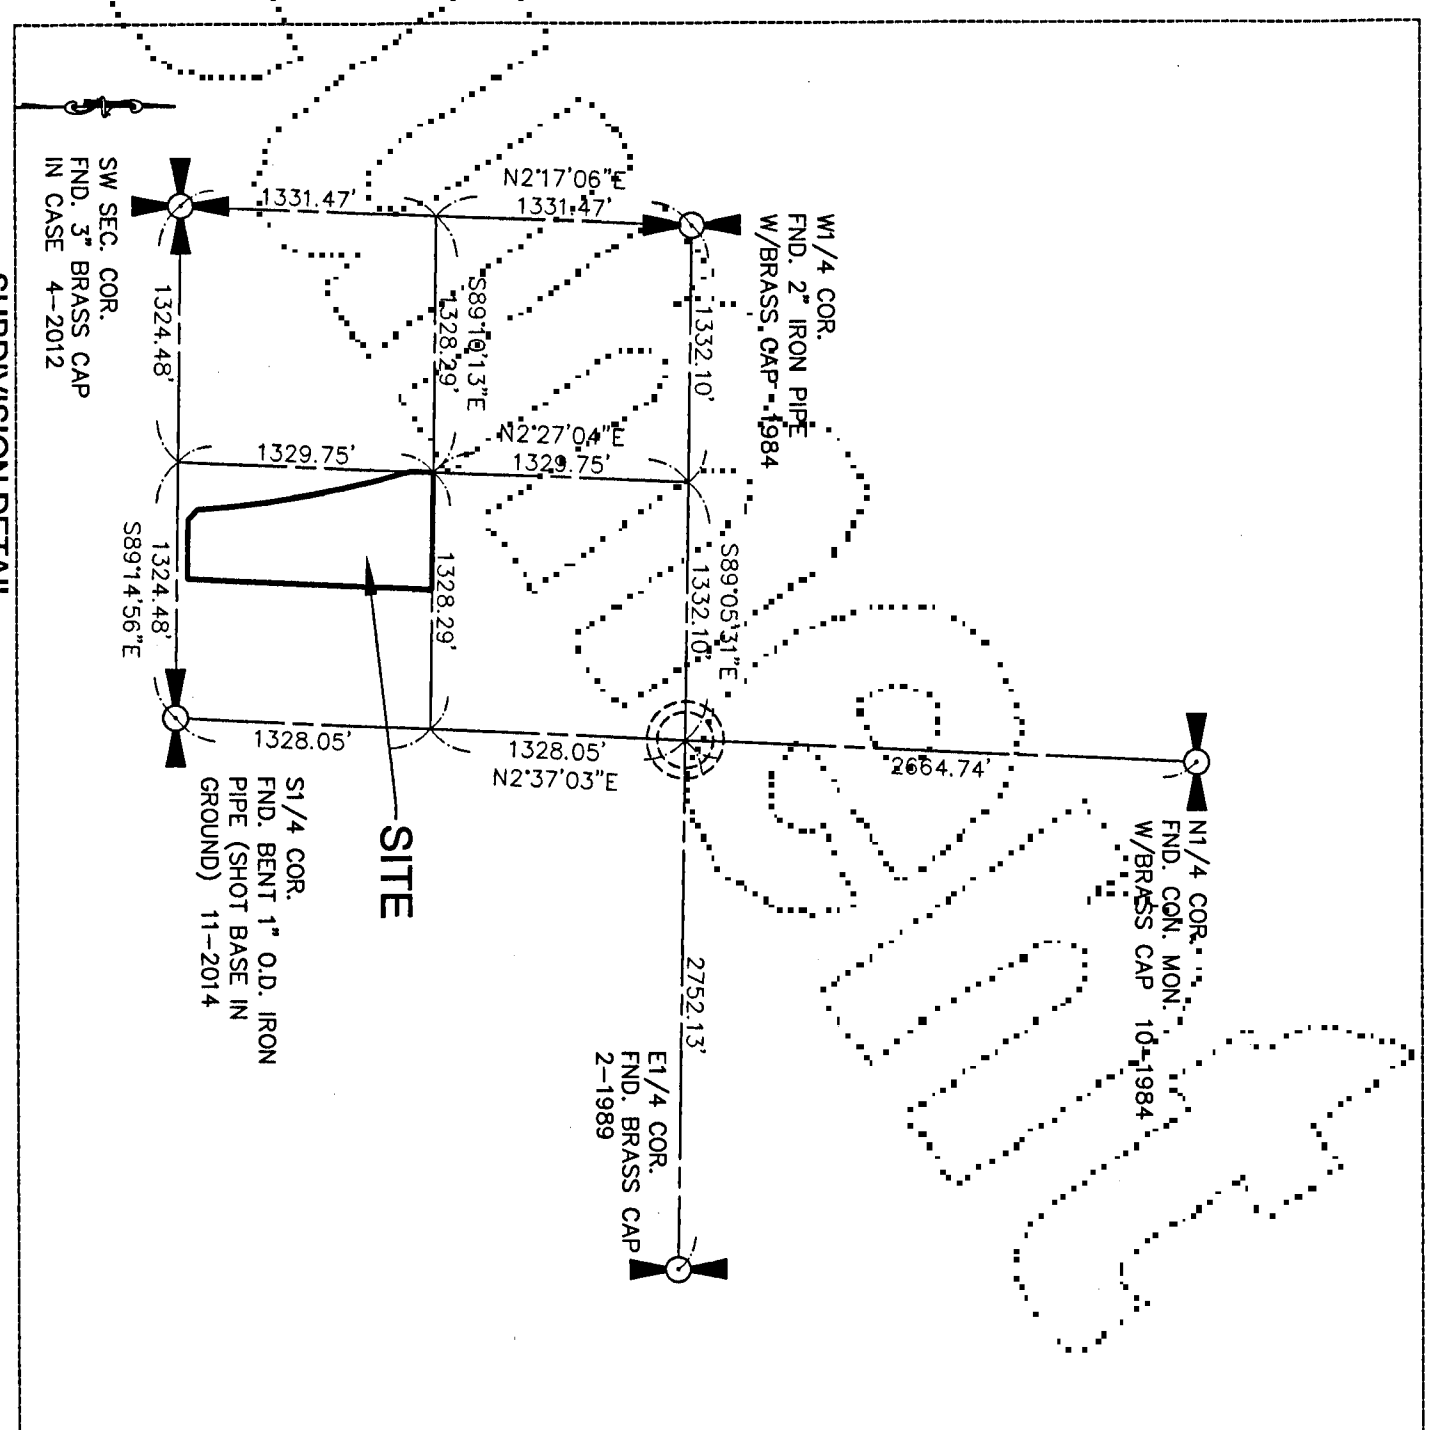 SUBDIVISION DETAIL
SW SEC. COR.
FND. 3" BRASS CAP
IN CASE 4-2012
W1/4 COR.
FND. 2" IRON PIPE
W/BRASS CAP 1984
N1/4 COR.
FND. CON. MON.
W/BRASS CAP 10-1984
E1/4 COR.
FND. BRASS CAP
2-1989
S1/4 COR.
FND. BENT 1" O.D. IRON
PIPE (SHOT BASE IN
GROUND) 11-2014
SITE
1331.47'
N2°17'06"E
1331.47'
1324.48'
S89°10'13"E
1328.29'
1332.10'
1329.75'
N2°27'04"E
1329.75'
1324.48'
S89°14'56"E
1328.29'
S89°05'31"E
1332.10'
1328.05'
1328.05'
N2°37'03"E
2664.74'
2752.13'